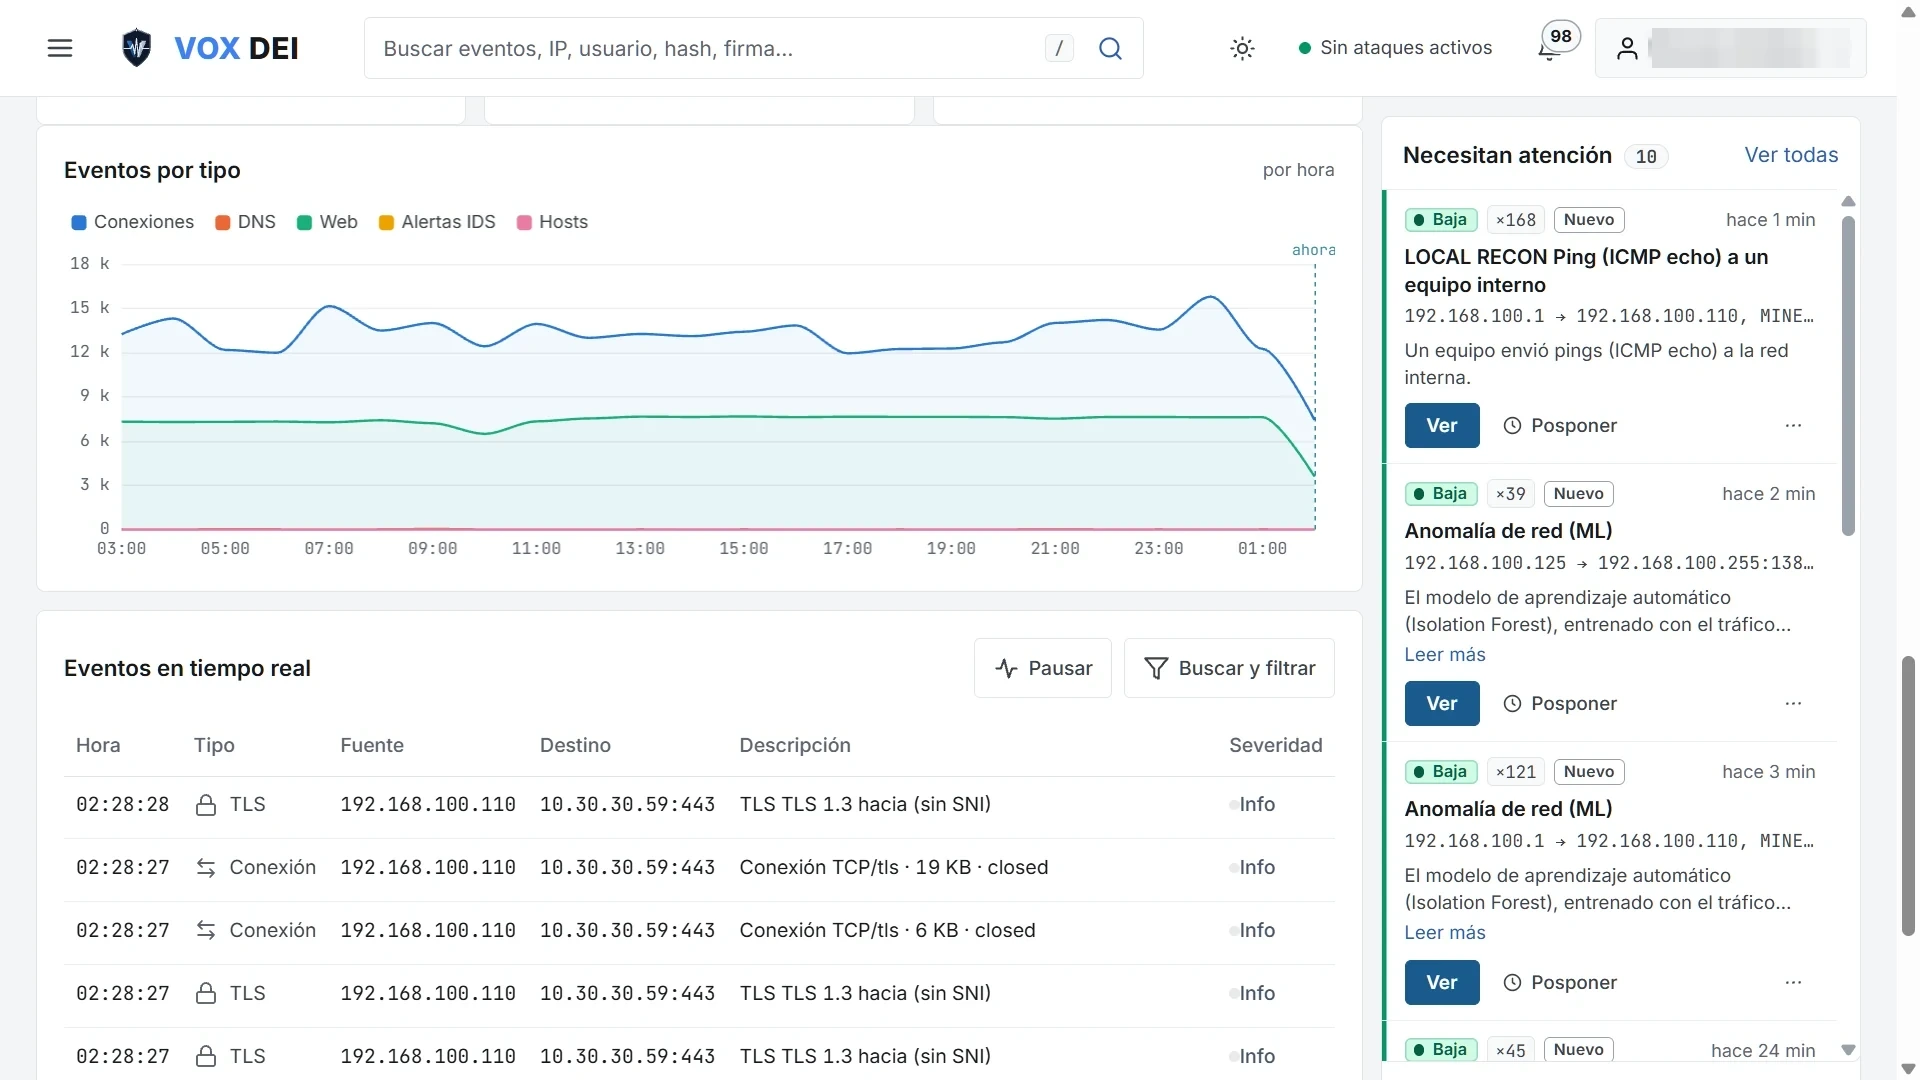 VOX DEI
Buscar eventos, IP, usuario, hash, firma...
/
Sin ataques activos
98
Eventos por tipo
por hora
Conexiones
DNS
Web
Alertas IDS
Hosts
ahora
18 k
15 k
12 k
9 k
6 k
3 k
0
03:00
05:00
07:00
09:00
11:00
13:00
15:00
17:00
19:00
21:00
23:00
01:00
Eventos en tiempo real
Pausar
Buscar y filtrar
Hora Tipo Fuente Destino Descripción Severidad
02:28:28 TLS 192.168.100.110 10.30.30.59:443 TLS TLS 1.3 hacia (sin SNI) Info
02:28:27 Conexión 192.168.100.110 10.30.30.59:443 Conexión TCP/tls · 19 KB · closed Info
02:28:27 Conexión 192.168.100.110 10.30.30.59:443 Conexión TCP/tls · 6 KB · closed Info
02:28:27 TLS 192.168.100.110 10.30.30.59:443 TLS TLS 1.3 hacia (sin SNI) Info
02:28:27 TLS 192.168.100.110 10.30.30.59:443 TLS TLS 1.3 hacia (sin SNI) Info
Necesitan atención 10 Ver todas
Baja ×168 Nuevo hace 1 min
LOCAL RECON Ping (ICMP echo) a un
equipo interno
192.168.100.1 → 192.168.100.110, MINE…
Un equipo envió pings (ICMP echo) a la red
interna.
Ver Posponer ...
Baja ×39 Nuevo hace 2 min
Anomalía de red (ML)
192.168.100.125 → 192.168.100.255:138…
El modelo de aprendizaje automático
(Isolation Forest), entrenado con el tráfico...
Leer más
Ver Posponer ...
Baja ×121 Nuevo hace 3 min
Anomalía de red (ML)
192.168.100.1 → 192.168.100.110, MINE…
El modelo de aprendizaje automático
(Isolation Forest), entrenado con el tráfico...
Leer más
Ver Posponer ...
Baja ×45 Nuevo hace 24 min